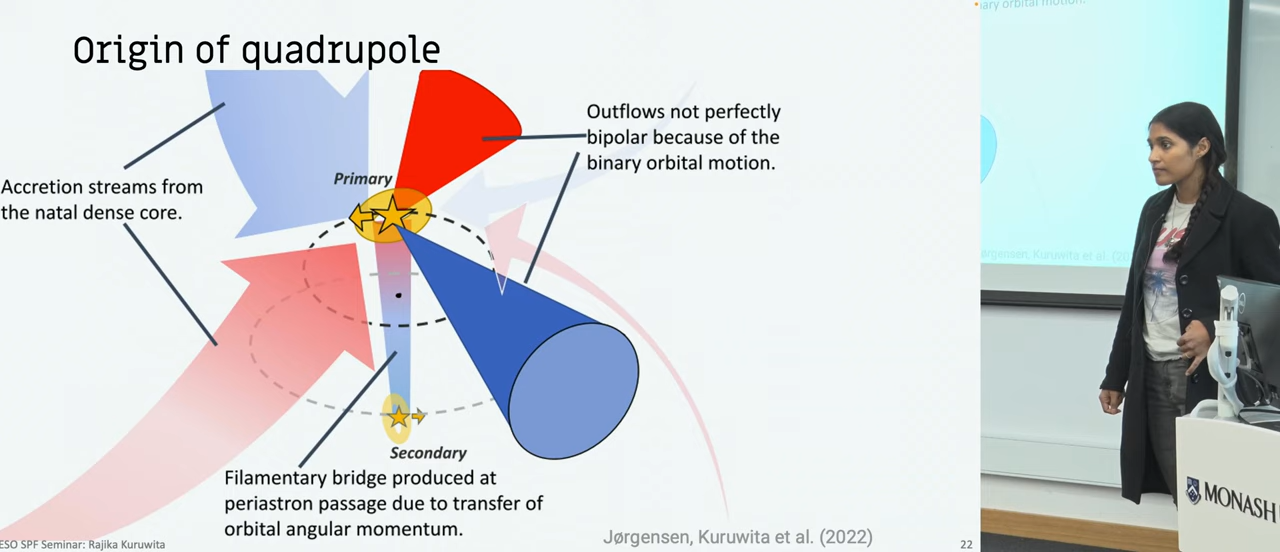 Origin of quadrupole
Accretion streams from
the natal dense core.
Primary
Outflows not perfectly
bipolar because of the
binary orbital motion.
Secondary
Filamentary bridge produced at
periastron passage due to transfer of
orbital angular momentum.
Jørgensen, Kuruwita et al. (2022)
ESO SPF Seminar: Rajika Kuruwita
22
orbital motion.
Jørgensen, Kuruwita et al.
MONASH